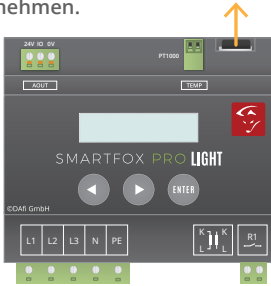 nehmen.
24V IO 0V
PT1000
AOUT
TEMP
SMARTFOX PRO LIGHT
ENTER
©DAfi GmbH
L1 L2 L3 N PE
K K
L L
R1